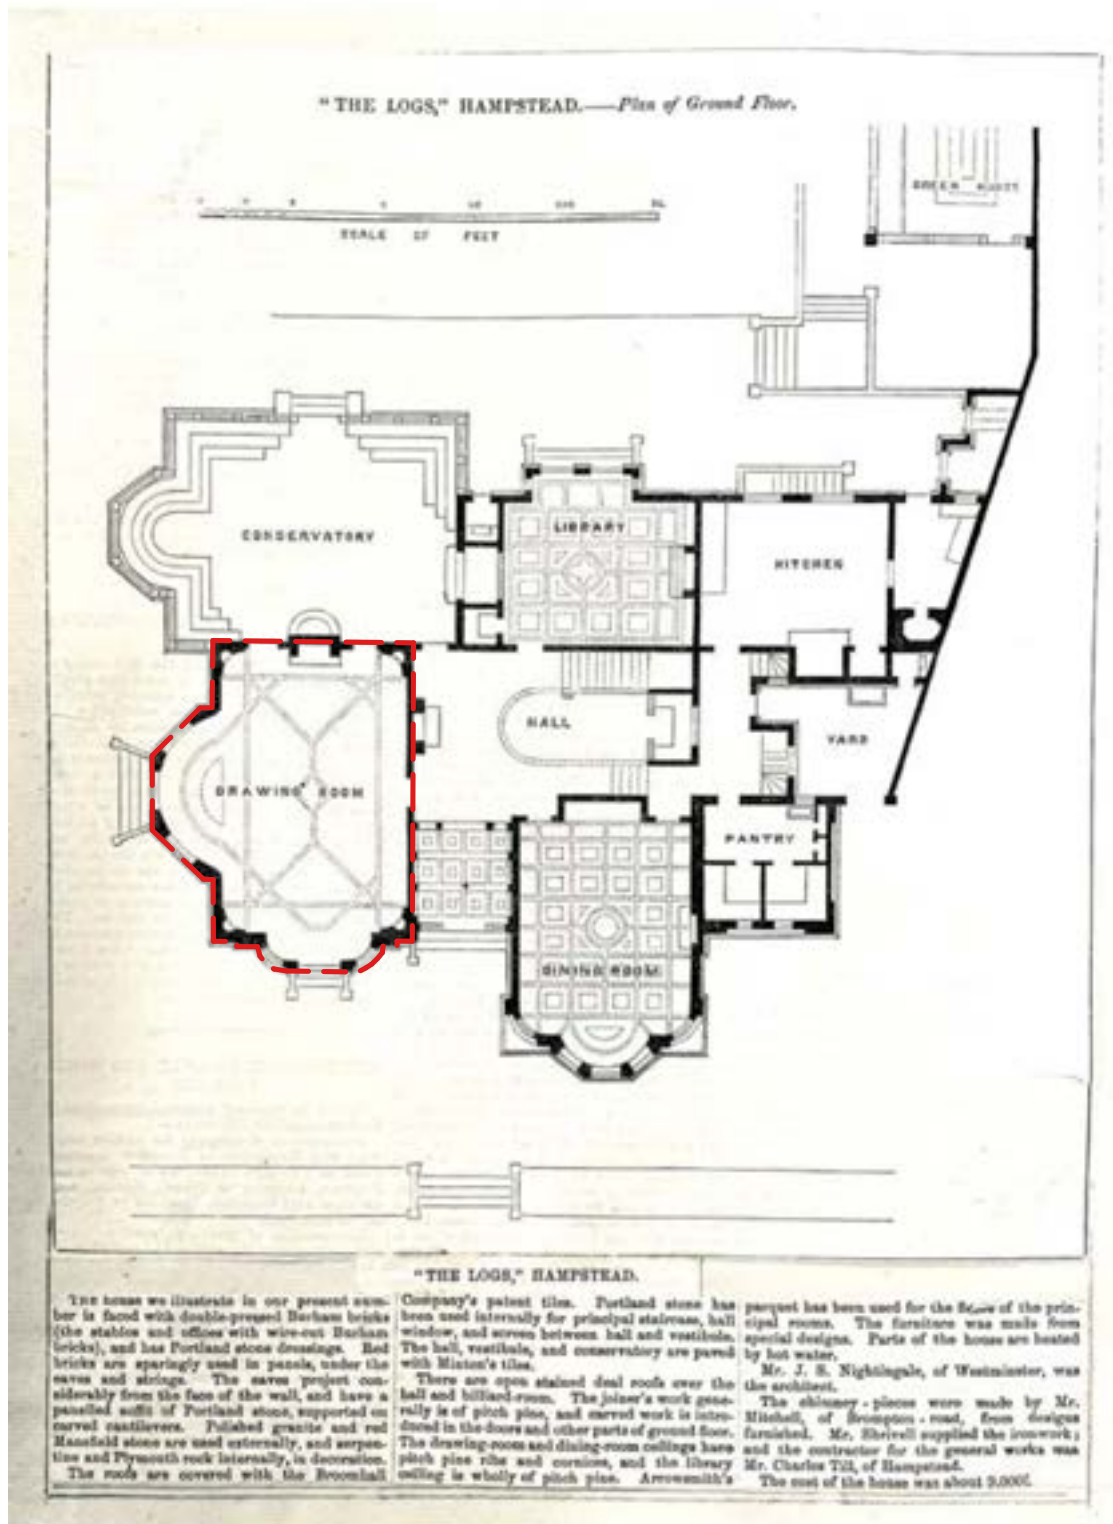 "THE LOGS," HAMPSTEAD.—Plan of Ground Floor.
GREEN HOUSE
SCALE OF FEET
CONSERVATORY
LIBRARY
KITCHEN
HALL
YARD
DRAWING ROOM
PANTRY
DINING ROOM
"THE LOGS," HAMPSTEAD.
THE house we illustrate in our present num-
ber is faced with double-pressed Burham bricks
(the stables and offices with wire-cut Burham
bricks), and has Portland stone dressings. Red
bricks are sparingly used in panels, under the
eaves and strings. The eaves project con-
siderably from the face of the wall, and have a
panelled soffit of Portland stone, supported on
carved cantilevers. Polished granite and red
Mansfield stone are used externally, and serpen-
tine and Plymouth rock internally, in decoration.
The roofs are covered with the Broomhall
Company's patent tiles. Portland stone has
been used internally for principal staircase, hall
window, and screen between hall and vestibule.
The hall, vestibule, and conservatory are paved
with Minton's tiles.
There are open stained deal roofs over the
hall and billiard-room. The joiner's work gene-
rally is of pitch pine, and carved work is intro-
duced in the doors and other parts of ground floor.
The drawing-room and dining-room ceilings have
pitch pine ribs and cornices, and the library
ceiling is wholly of pitch pine. Arrowsmith's
parquet has been used for the floors of the prin-
cipal rooms. The furniture was made from
special designs. Parts of the house are heated
by hot water.
Mr. J. S. Nightingale, of Westminster, was
the architect.
The chimney-pieces were made by Mr.
Mitchell, of Brompton-road, from designs
furnished. Mr. Shrivell supplied the ironwork;
and the contractor for the general works was
Mr. Charles Till, of Hampstead.
The cost of the house was about 9,000l.